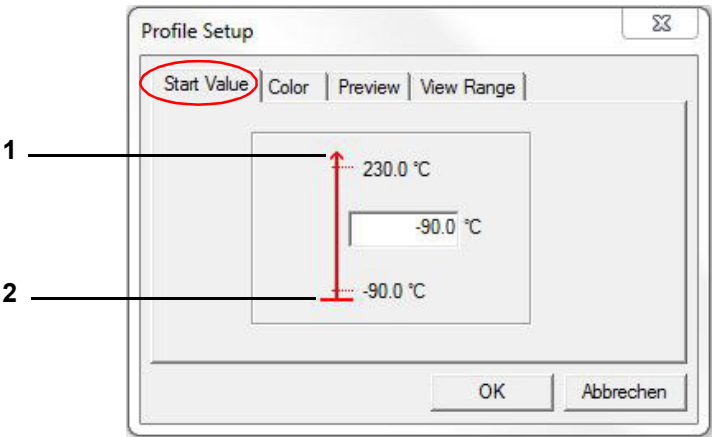 Profile Setup
Start Value Color Preview View Range
1
230.0 °C
-90.0 °C
2
-90.0 °C
OK Abbrechen